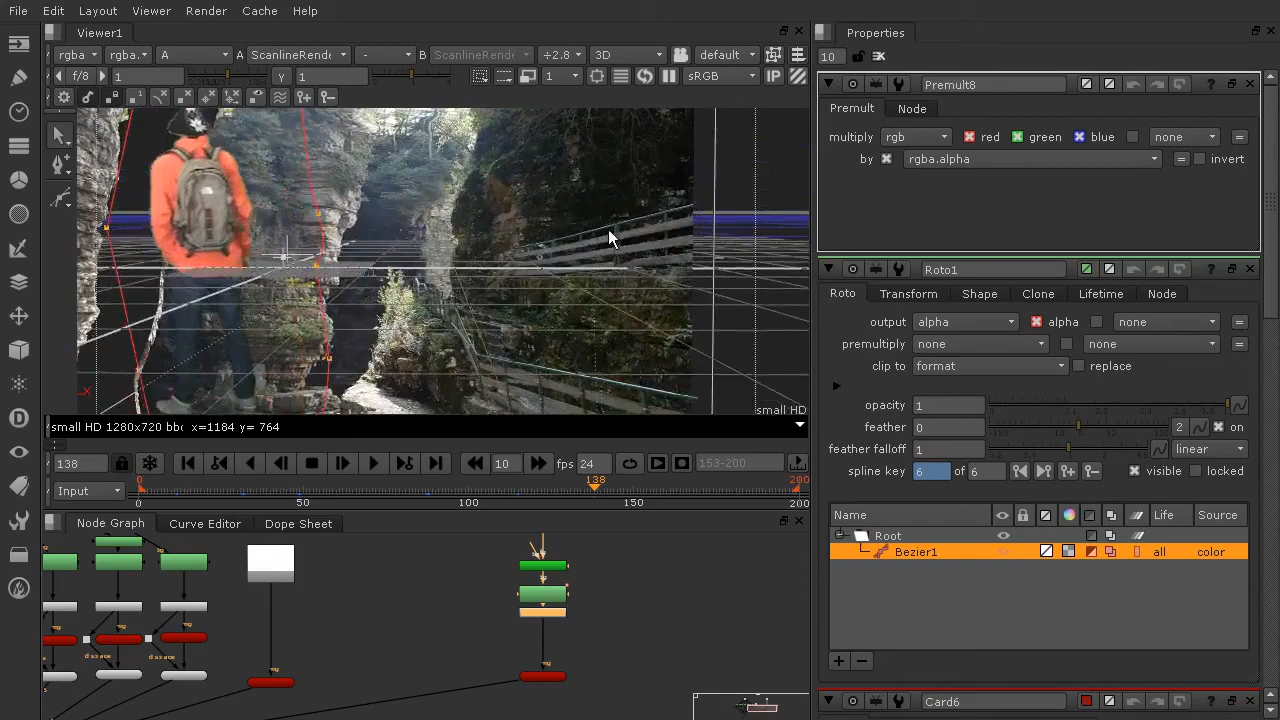 File Edit Layout Viewer Render Cache Help
Viewer1
Properties
rgba rgba. A A ScanlineRende - B ScanlineRende ÷2.8 3D default
10
f/8 1 Y 1 1 sRGB IP
Premult8
Premult Node
multiply rgb red green blue none =
by rgba.alpha = invert
Roto1
Roto Transform Shape Clone Lifetime Node
output alpha alpha none =
premultiply none none =
clip to format replace
opacity 1
feather 0 2 on
feather falloff 1 linear
spline key 6 of 6 visible locked
small HD
small HD 1280x720 bbc x=1184 y= 764
138 10 fps 24 153-200
Input 0 138 200
0 50 100 150 200
Name Life Source
Root
Bezier1 all color
Node Graph Curve Editor Dope Sheet
Card6